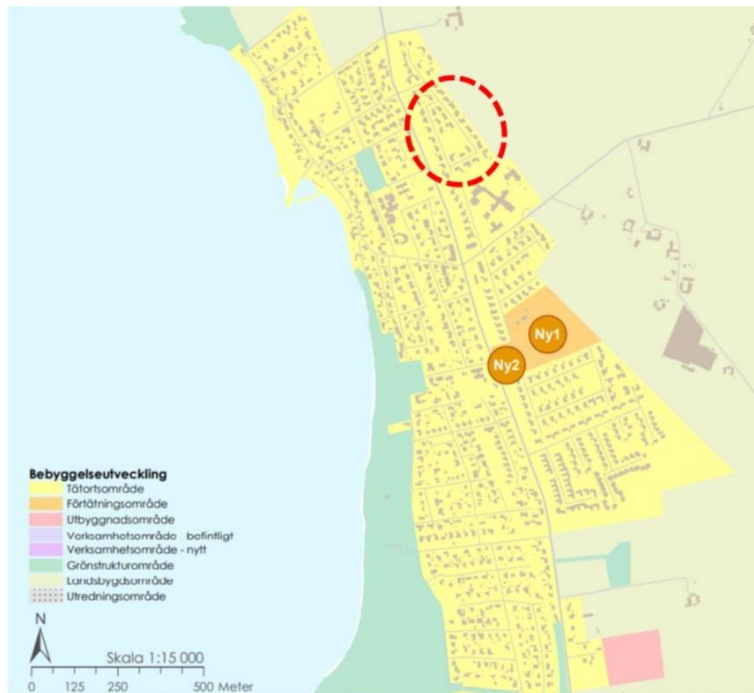 Ny1
Ny2
Bebyggelseutveckling
Tätortsområde
Förtätningsområde
Utbyggnadsområde
Verksamhetsområde - befintligt
Verksamhetsområde - nytt
Grönstrukturområde
Landsbygdsområde
Utredningsområde
N
Skala 1:15 000
0 125 250 500 Meter